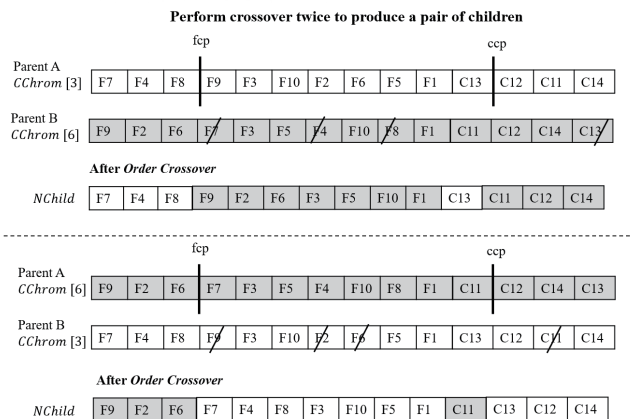 Perform crossover twice to produce a pair of children
fcp ccp
Parent A
CChrom [3] F7 F4 F8 F9 F3 F10 F2 F6 F5 F1 C13 C12 C11 C14
Parent B
CChrom [6] F9 F2 F6 F7 F3 F5 F4 F10 F8 F1 C11 C12 C14 C13
After Order Crossover
NChild F7 F4 F8 F9 F2 F6 F3 F5 F10 F1 C13 C11 C12 C14
fcp ccp
Parent A
CChrom [6] F9 F2 F6 F7 F3 F5 F4 F10 F8 F1 C11 C12 C14 C13
Parent B
CChrom [3] F7 F4 F8 F9 F3 F10 F2 F6 F5 F1 C13 C12 C11 C14
After Order Crossover
NChild F9 F2 F6 F7 F4 F8 F3 F10 F5 F1 C11 C13 C12 C14